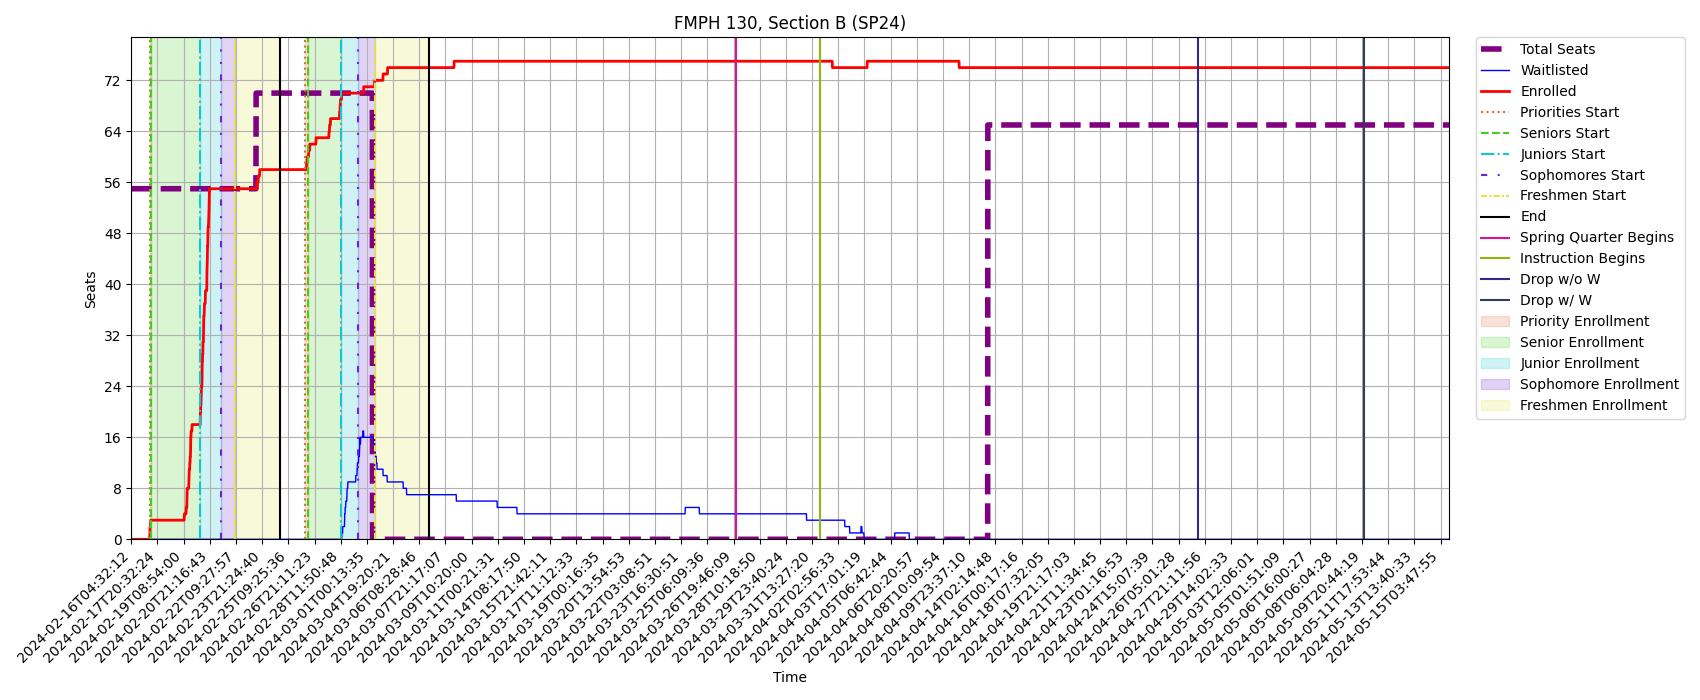 FMPH 130, Section B (SP24)
Total Seats
Waitlisted
Enrolled
Priorities Start
Seniors Start
Juniors Start
Sophomores Start
Freshmen Start
End
Spring Quarter Begins
Instruction Begins
Drop w/o W
Drop w/ W
Priority Enrollment
Senior Enrollment
Junior Enrollment
Sophomore Enrollment
Freshmen Enrollment
Seats
72
64
56
48
40
32
24
16
8
0
2024-02-16T04:32:12
2024-02-17T20:32:24
2024-02-19T08:54:00
2024-02-20T21:16:43
2024-02-22T09:27:57
2024-02-23T21:24:40
2024-02-25T09:25:36
2024-02-26T21:11:23
2024-02-28T11:50:48
2024-03-01T00:13:35
2024-03-04T19:20:21
2024-03-06T08:28:46
2024-03-07T21:17:07
2024-03-09T10:20:00
2024-03-11T00:21:31
2024-03-14T08:17:50
2024-03-15T21:42:11
2024-03-17T11:12:33
2024-03-19T00:16:35
2024-03-20T13:54:53
2024-03-22T03:08:51
2024-03-23T16:30:51
2024-03-25T06:09:36
2024-03-26T19:46:09
2024-03-28T10:18:50
2024-03-29T23:40:24
2024-03-31T13:27:20
2024-04-02T02:56:33
2024-04-03T17:01:19
2024-04-05T06:42:44
2024-04-06T20:20:57
2024-04-08T10:09:54
2024-04-09T23:37:10
2024-04-14T02:14:48
2024-04-16T00:17:16
2024-04-18T07:32:05
2024-04-19T21:17:03
2024-04-21T11:34:45
2024-04-23T01:16:53
2024-04-24T15:07:39
2024-04-26T05:01:28
2024-04-27T21:11:56
2024-04-29T14:02:33
2024-05-03T12:06:01
2024-05-05T01:51:09
2024-05-06T16:00:27
2024-05-08T06:04:28
2024-05-09T20:44:19
2024-05-11T17:53:44
2024-05-13T13:40:33
2024-05-15T03:47:55
Time